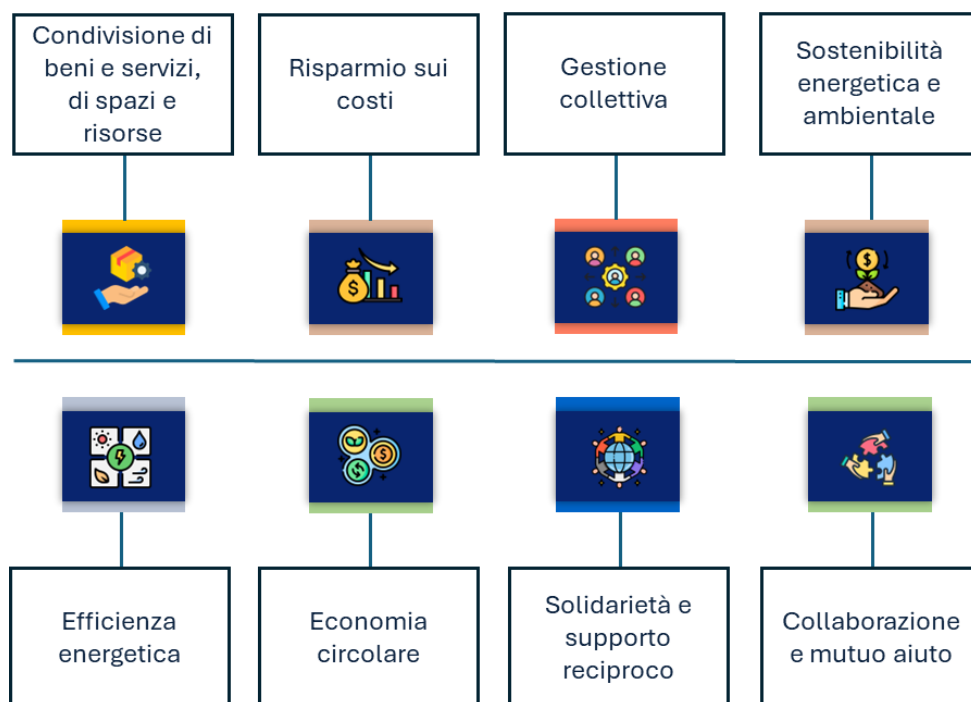 Condivisione di
beni e servizi,
di spazi e
risorse
Risparmio sui
costi
Gestione
collettiva
Sostenibilità
energetica e
ambientale
Efficienza
energetica
Economia
circolare
Solidarietà e
supporto
reciproco
Collaborazione
e mutuo aiuto